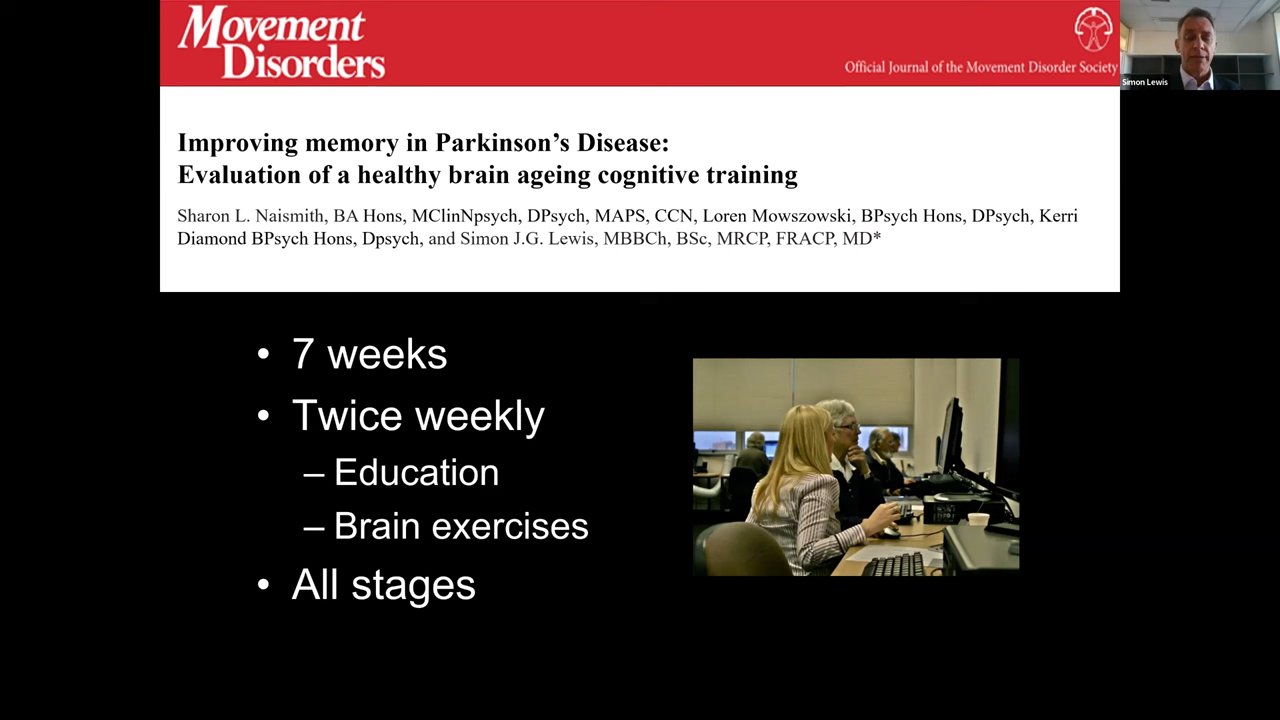 Movement
Disorders
Official Journal of the Movement Disorder Society
Simon Lewis
Improving memory in Parkinson’s Disease:
Evaluation of a healthy brain ageing cognitive training
Sharon L. Naismith, BA Hons, MClinNpsych, DPsych, MAPS, CCN, Loren Mowszowski, BPsych Hons, DPsych, Kerri
Diamond BPsych Hons, Dpsych, and Simon J.G. Lewis, MBBCh, BSc, MRCP, FRACP, MD*
• 7 weeks
• Twice weekly
– Education
– Brain exercises
• All stages